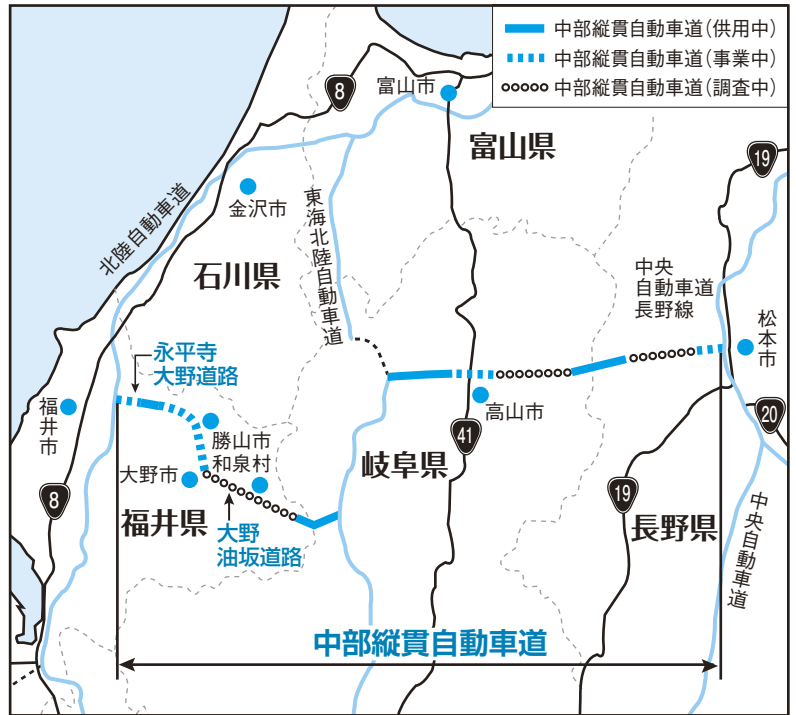 中部縦貫自動車道(供用中)
中部縦貫自動車道(事業中)
中部縦貫自動車道(調査中)
8
富山市
富山県
19
金沢市
北陸自動車道
石川県
東海北陸自動車道
中央
自動車道
長野線
松本市
永平寺
大野道路
福井市
勝山市
和泉村
大野市
高山市
41
20
岐阜県
8
福井県
大野
油坂道路
19
長野県
中央自動車道
中部縦貫自動車道